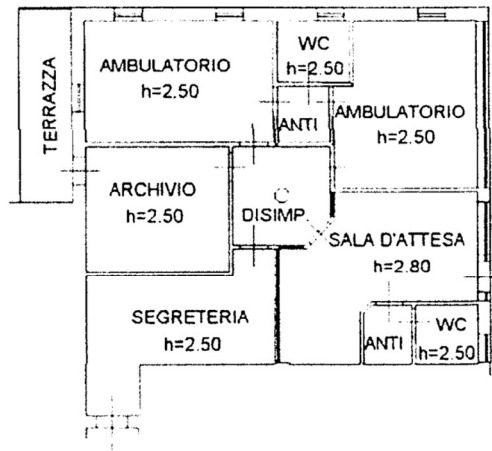 WC
h=2.50
AMBULATORIO
h=2.50
TERRAZZA
ANTI
AMBULATORIO
h=2.50
ARCHIVIO
h=2.50
DISIMP.
SALA D'ATTESA
h=2.80
SEGRETERIA
h=2.50
ANTI
WC
h=2.50